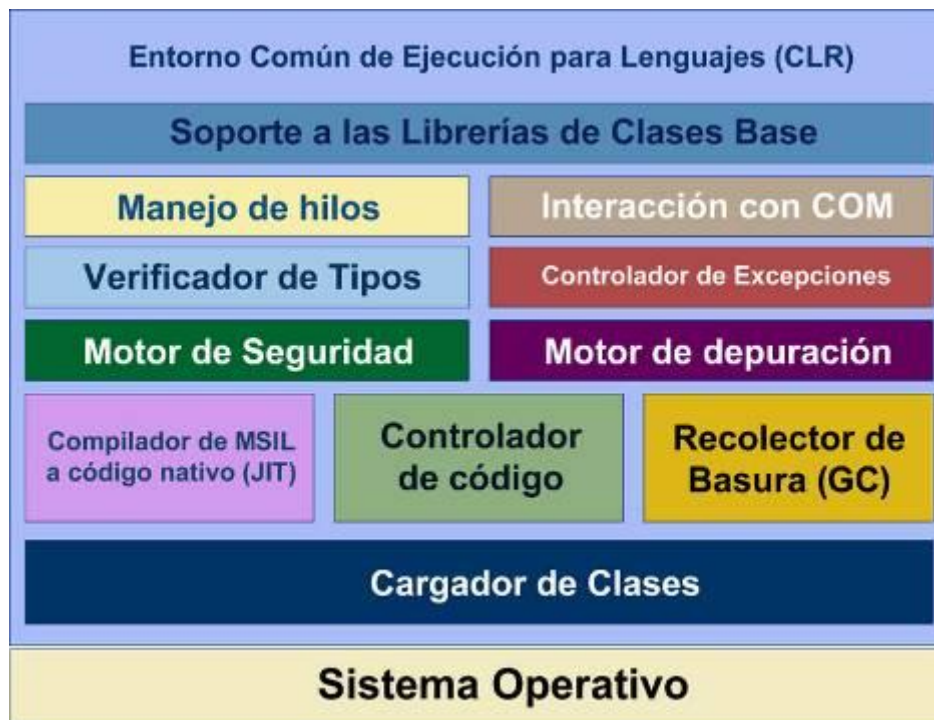 Entorno Común de Ejecución para Lenguajes (CLR)
Soporte a las Librerías de Clases Base
Manejo de hilos
Interacción con COM
Verificador de Tipos
Controlador de Excepciones
Motor de Seguridad
Motor de depuración
Compilador de MSIL
a código nativo (JIT)
Controlador
de código
Recolector de
Basura (GC)
Cargador de Clases
Sistema Operativo